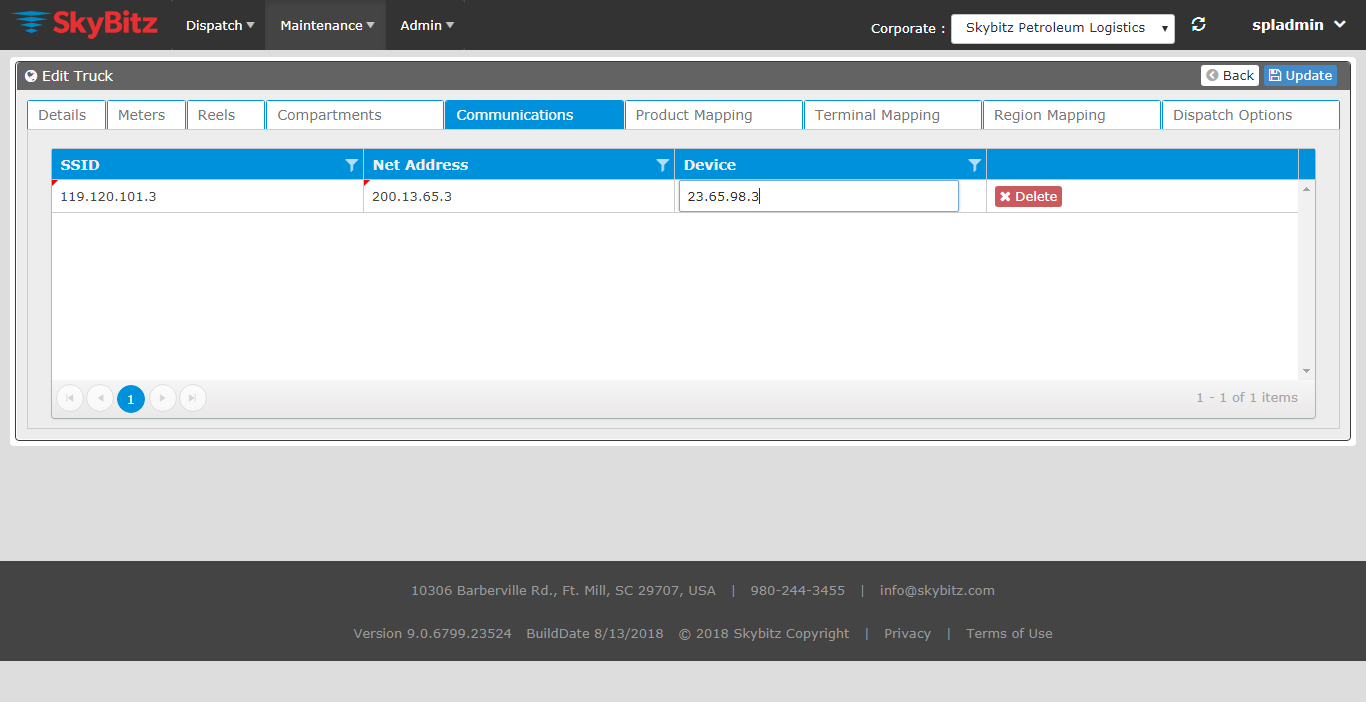 SkyBitz Dispatch Maintenance Admin Corporate : Skybitz Petroleum Logistics spladmin
Edit Truck Back Update
Details Meters Reels Compartments Communications Product Mapping Terminal Mapping Region Mapping Dispatch Options
SSID Net Address Device
119.120.101.3 200.13.65.3 23.65.98.3 Delete
1 1 - 1 of 1 items
10306 Barberville Rd., Ft. Mill, SC 29707, USA | 980-244-3455 | info@skybitz.com
Version 9.0.6799.23524 BuildDate 8/13/2018 © 2018 Skybitz Copyright | Privacy | Terms of Use